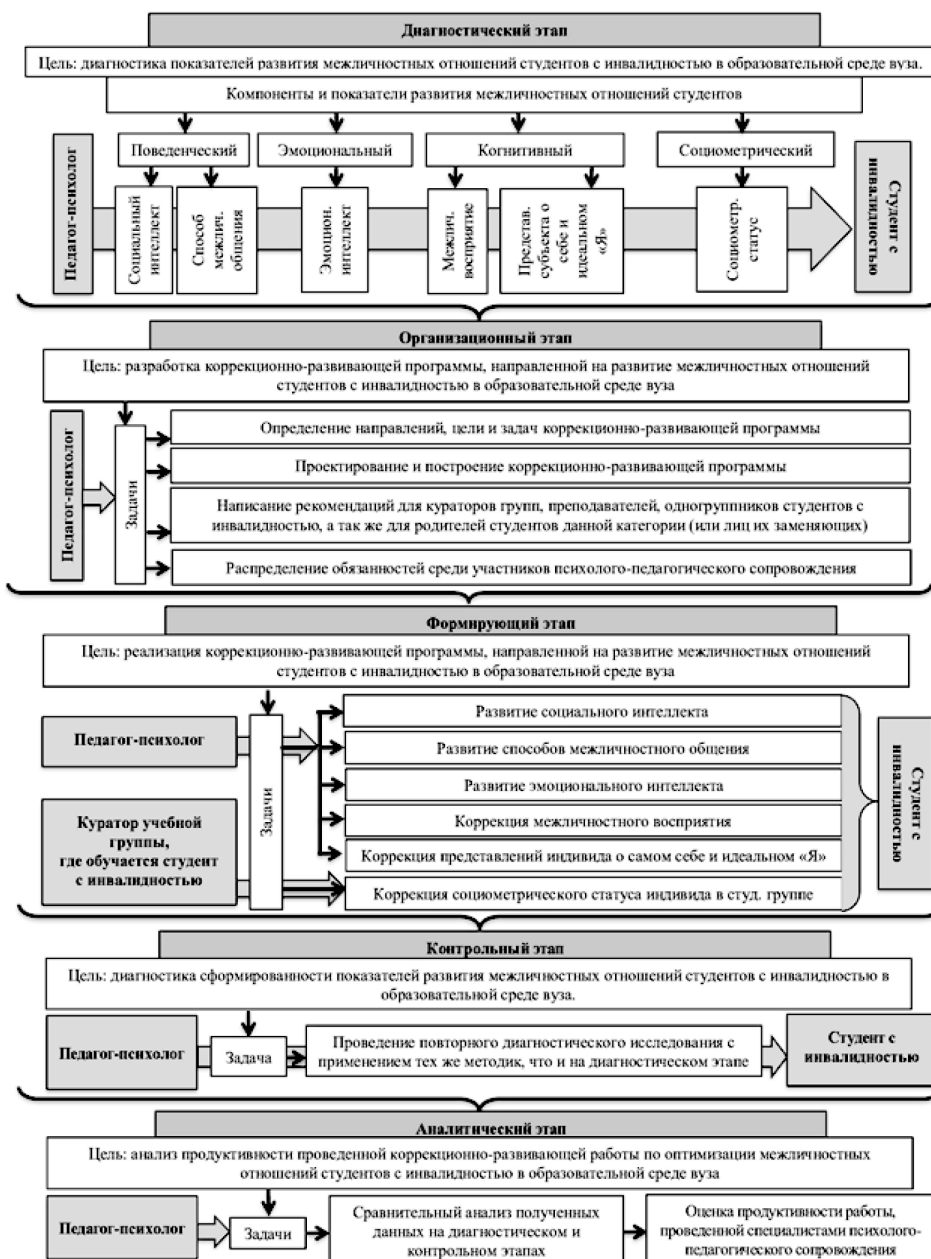 Диагностический этап
Цель: диагностика показателей развития межличностных отношений студентов с инвалидностью в образовательной среде вуза.
Компоненты и показатели развития межличностных отношений студентов
Поведенческий
Эмоциональный
Когнитивный
Социометрический
Педагог-психолог
Социальный
интеллект
Способ
межлич.
общения
Эмоцион.
интеллект
Межлич.
восприятие
Представ.
субъекта о
себе и
идеальном
«Я»
Социометр.
статус
Студент с
инвалидностью
Организационный этап
Цель: разработка коррекционно-развивающей программы, направленной на развитие межличностных отношений
студентов с инвалидностью в образовательной среде вуза
Педагог-психолог
Задачи
Определение направлений, цели и задач коррекционно-развивающей программы
Проектирование и построение коррекционно-развивающей программы
Написание рекомендаций для кураторов групп, преподавателей, одногруппников студентов с
инвалидностью, а так же для родителей студентов данной категории (или лиц их заменяющих)
Распределение обязанностей среди участников психолого-педагогического сопровождения
Формирующий этап
Цель: реализация коррекционно-развивающей программы, направленной на развитие межличностных отношений
студентов с инвалидностью в образовательной среде вуза
Педагог-психолог
Куратор учебной
группы,
где обучается студент
с инвалидностью
Задачи
Развитие социального интеллекта
Развитие способов межличностного общения
Развитие эмоционального интеллекта
Коррекция межличностного восприятия
Коррекция представлений индивида о самом себе и идеальном «Я»
Коррекция социометрического статуса индивида в студ. группе
Студент с
инвалидностью
Контрольный этап
Цель: диагностика сформированности показателей развития межличностных отношений студентов с инвалидностью в
образовательной среде вуза.
Педагог-психолог
Задача
Проведение повторного диагностического исследования с
применением тех же методик, что и на диагностическом этапе
Студент с
инвалидностью
Аналитический этап
Цель: анализ продуктивности проведенной коррекционно-развивающей работы по оптимизации межличностных
отношений студентов с инвалидностью в образовательной среде вуза
Педагог-психолог
Задачи
Сравнительный анализ полученных
данных на диагностическом и
контрольном этапах
Оценка продуктивности работы,
проведенной специалистами психолого-
педагогического сопровождения